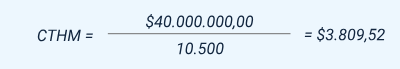 $40.000.000,00
CTHM = = $3.809,52
10.500